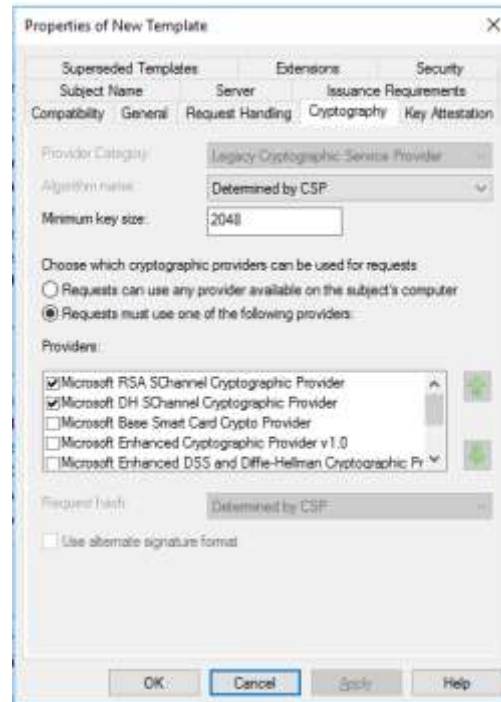 Properties of New Template
Superseded Templates Extensions Security
Subject Name Server Issuance Requirements
Compatibility General Request Handling Cryptography Key Attestation
Provider Category: Legacy Cryptographic Service Provider
Algorithm name: Determined by CSP
Minimum key size: 2048
Choose which cryptographic providers can be used for requests
Requests can use any provider available on the subject's computer
Requests must use one of the following providers:
Providers:
Microsoft RSA SChannel Cryptographic Provider
Microsoft DH SChannel Cryptographic Provider
Microsoft Base Smart Card Crypto Provider
Microsoft Enhanced Cryptographic Provider v1.0
Microsoft Enhanced DSS and Diffie-Hellman Cryptographic Pr
Request hash: Determined by CSP
Use alternate signature format
OK Cancel Apply Help